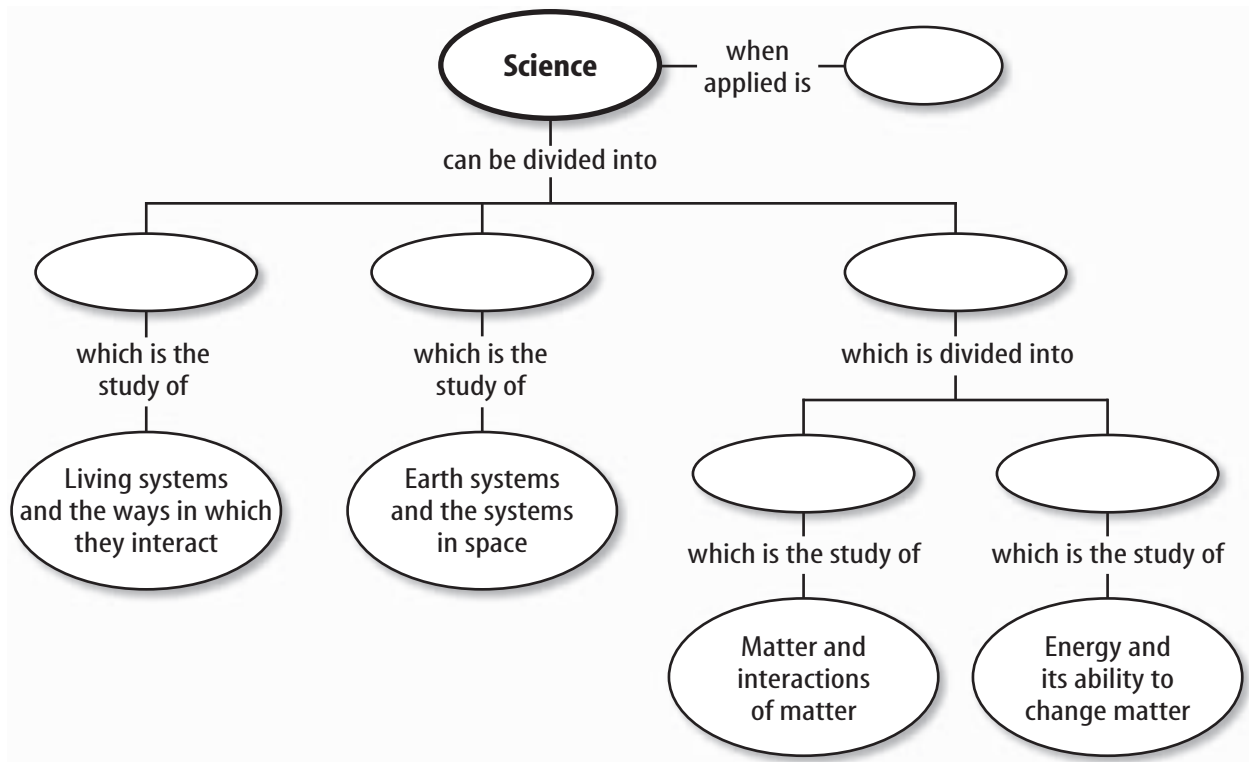 Science
when
applied is
can be divided into
which is the
study of
which is the
study of
which is divided into
Living systems
and the ways in which
they interact
Earth systems
and the systems
in space
which is the study of
which is the study of
Matter and
interactions
of matter
Energy and
its ability to
change matter